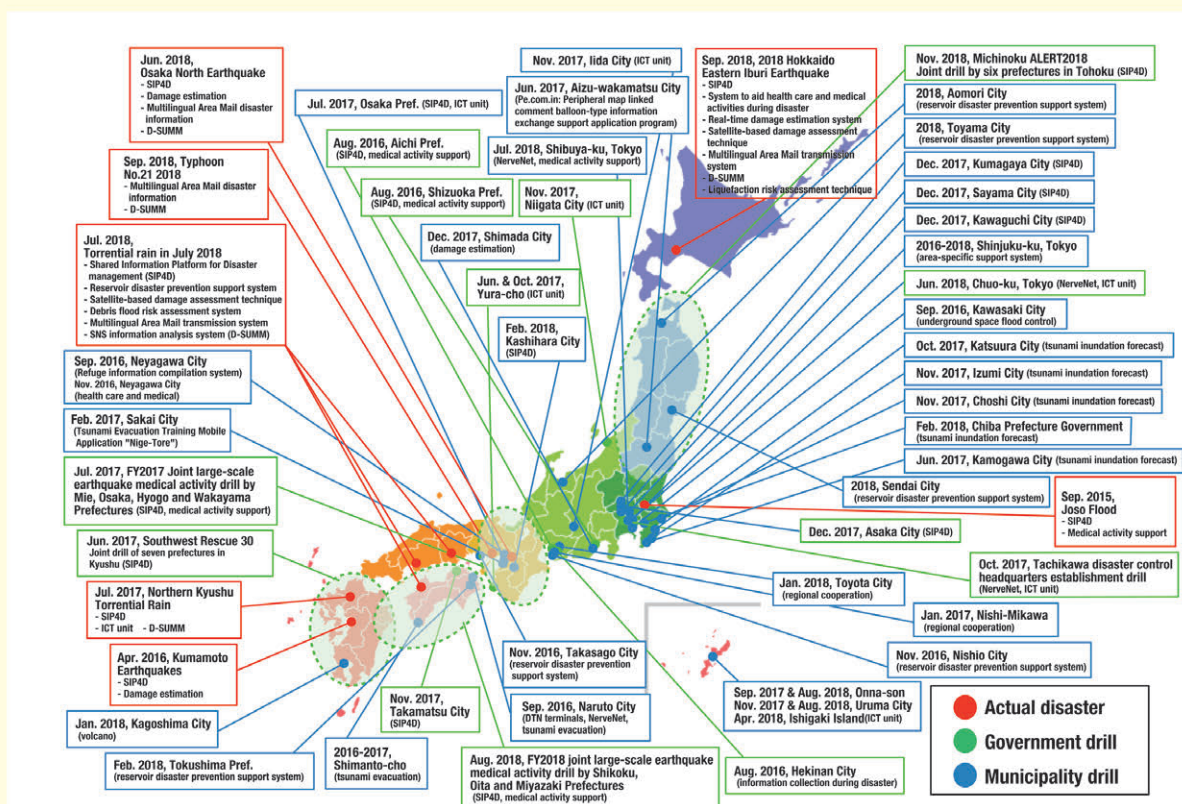 Jun. 2018,
Osaka North Earthquake
- SIP4D
- Damage estimation
- Multilingual Area Mail disaster
information
- D-SUMM
Sep. 2018, Typhoon
No.21 2018
- Multilingual Area Mail disaster
information
- D-SUMM
Jul. 2018,
Torrential rain in July 2018
- Shared Information Platform for Disaster
management (SIP4D)
- Reservoir disaster prevention support system
- Satellite-based damage assessment technique
- Debris flood risk assessment system
- Multilingual Area Mail transmission system
- SNS information analysis system (D-SUMM)
Sep. 2016, Neyagawa City
(Refuge information compilation system)
Nov. 2016, Neyagawa City
(health care and medical)
Feb. 2017, Sakai City
(Tsunami Evacuation Training Mobile
Application "Nige-Tore")
Jul. 2017, FY2017 Joint large-scale
earthquake medical activity drill by
Mie, Osaka, Hyogo and Wakayama
Prefectures (SIP4D, medical activity support)
Jun. 2017, Southwest Rescue 30
Joint drill of seven prefectures in
Kyushu (SIP4D)
Jul. 2017, Northern Kyushu
Torrential Rain
- SIP4D
- ICT unit - D-SUMM
Apr. 2016, Kumamoto
Earthquakes
- SIP4D
- Damage estimation
Jan. 2018, Kagoshima City
(volcano)
Feb. 2018, Tokushima Pref.
(reservoir disaster prevention support system)
Jul. 2017, Osaka Pref. (SIP4D, ICT unit)
Aug. 2016, Aichi Pref.
(SIP4D, medical activity support)
Aug. 2016, Shizuoka Pref.
(SIP4D, medical activity support)
Dec. 2017, Shimada City
(damage estimation)
Jun. & Oct. 2017,
Yura-cho (ICT unit)
Feb. 2018,
Kashihara City
(SIP4D)
Nov. 2017, Iida City (ICT unit)
Jun. 2017, Aizu-wakamatsu City
(Pe.com.in: Peripheral map linked
comment balloon-type information
exchange support application program)
Jul. 2018, Shibuya-ku, Tokyo
(NerveNet, medical activity support)
Nov. 2017,
Niigata City (ICT unit)
Sep. 2018, 2018 Hokkaido
Eastern Iburi Earthquake
- SIP4D
- System to aid health care and medical
activities during disaster
- Real-time damage estimation system
- Satellite-based damage assessment
technique
- Multilingual Area Mail transmission
system
- D-SUMM
- Liquefaction risk assessment technique
Nov. 2018, Michinoku ALERT2018
Joint drill by six prefectures in Tohoku (SIP4D)
2018, Aomori City
(reservoir disaster prevention support system)
2018, Toyama City
(reservoir disaster prevention support system)
Dec. 2017, Kumagaya City (SIP4D)
Dec. 2017, Sayama City (SIP4D)
Dec. 2017, Kawaguchi City (SIP4D)
2016-2018, Shinjuku-ku, Tokyo
(area-specific support system)
Jun. 2018, Chuo-ku, Tokyo (NerveNet, ICT unit)
Sep. 2016, Kawasaki City
(underground space flood control)
Oct. 2017, Katsuura City (tsunami inundation forecast)
Nov. 2017, Izumi City (tsunami inundation forecast)
Nov. 2017, Choshi City (tsunami inundation forecast)
Feb. 2018, Chiba Prefecture Government
(tsunami inundation forecast)
Jun. 2017, Kamogawa City (tsunami inundation forecast)
2018, Sendai City
(reservoir disaster prevention support system)
Sep. 2015,
Joso Flood
- SIP4D
- Medical activity support
Dec. 2017, Asaka City (SIP4D)
Oct. 2017, Tachikawa disaster control
headquarters establishment drill
(NerveNet, ICT unit)
Jan. 2018, Toyota City
(regional cooperation)
Jan. 2017, Nishi-Mikawa
(regional cooperation)
Nov. 2016, Nishio City
(reservoir disaster prevention support system)
Nov. 2016, Takasago City
(reservoir disaster prevention
support system)
Sep. 2016, Naruto City
(DTN terminals, NerveNet,
tsunami evacuation)
Nov. 2017,
Takamatsu City
(SIP4D)
2016-2017,
Shimanto-cho
(tsunami evacuation)
Aug. 2018, FY2018 joint large-scale earthquake
medical activity drill by Shikoku,
Oita and Miyazaki Prefectures
(SIP4D, medical activity support)
Sep. 2017 & Aug. 2018, Onna-son
Nov. 2017 & Aug. 2018, Uruma City
Apr. 2018, Ishigaki Island(ICT unit)
Aug. 2016, Hekinan City
(information collection during disaster)
Actual disaster
Government drill
Municipality drill